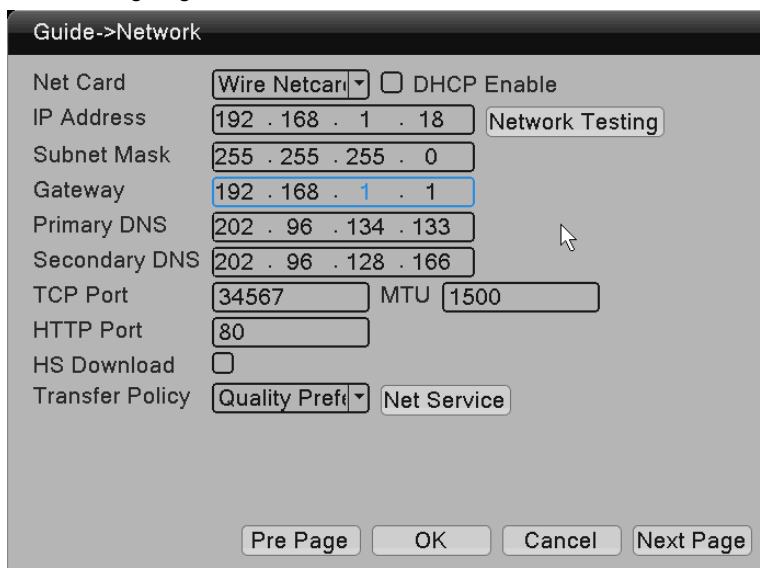 Guide->Network
Net Card Wire Netcar DHCP Enable
IP Address 192 . 168 . 1 . 18 Network Testing
Subnet Mask 255 . 255 . 255 . 0
Gateway 192 . 168 . 1 . 1
Primary DNS 202 . 96 . 134 . 133
Secondary DNS 202 . 96 . 128 . 166
TCP Port 34567 MTU 1500
HTTP Port 80
HS Download
Transfer Policy Quality Prefe Net Service
Pre Page OK Cancel Next Page